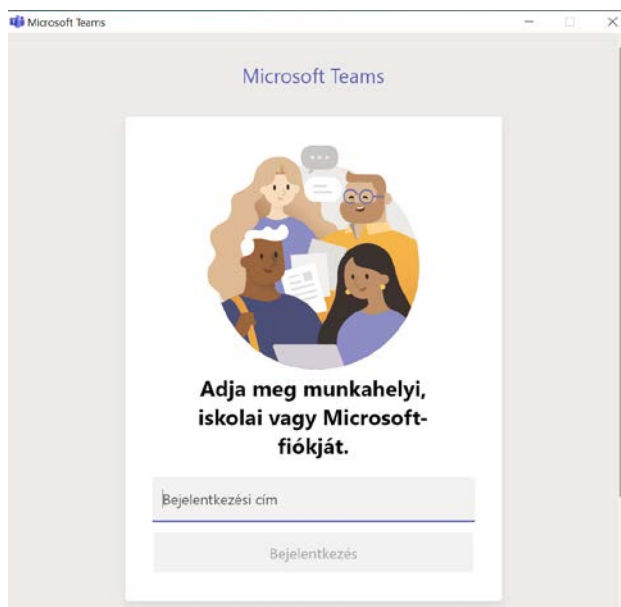 Microsoft Teams
Microsoft Teams
Adja meg munkahelyi,
iskolai vagy Microsoft-
fiókját.
Bejelentkezési cím
Bejelentkezés